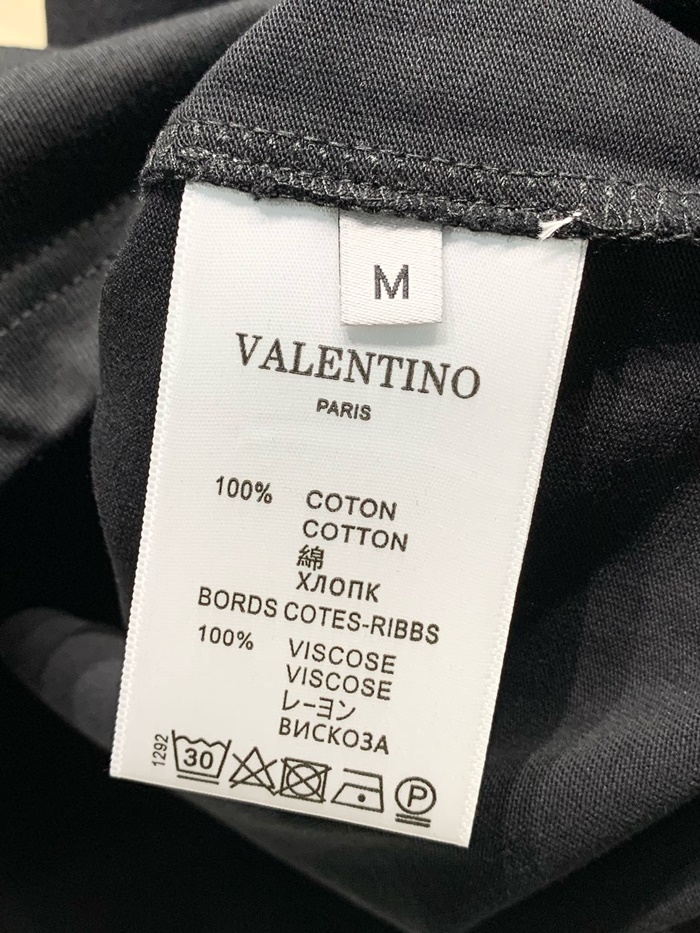 M
VALENTINO
PARIS
100% COTON
COTTON
綿
ХЛОПК
BORDS COTES-RIBBS
100% VISCOSE
VISCOSE
レーヨン
ВИСКОЗА
1292
30
P